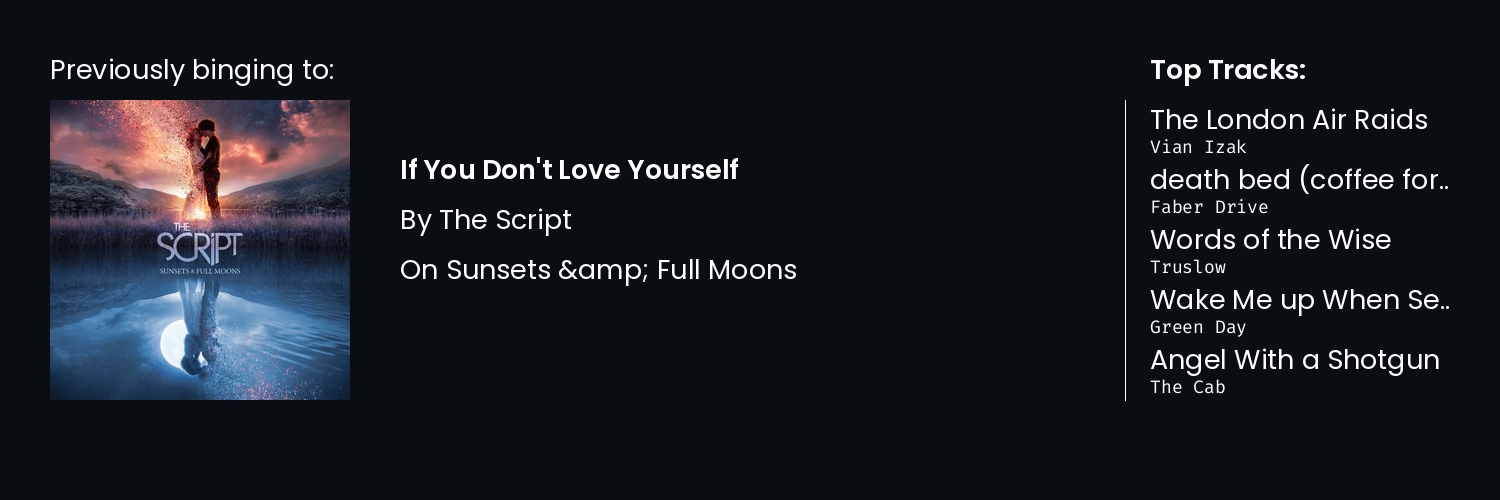 Previously binging to:
THE
SCRIPT
SUNSETS & FULL MOONS
If You Don't Love Yourself
By The Script
On Sunsets &amp; Full Moons
Top Tracks:
The London Air Raids
Vian Izak
death bed (coffee for..
Faber Drive
Words of the Wise
Truslow
Wake Me up When Se..
Green Day
Angel With a Shotgun
The Cab